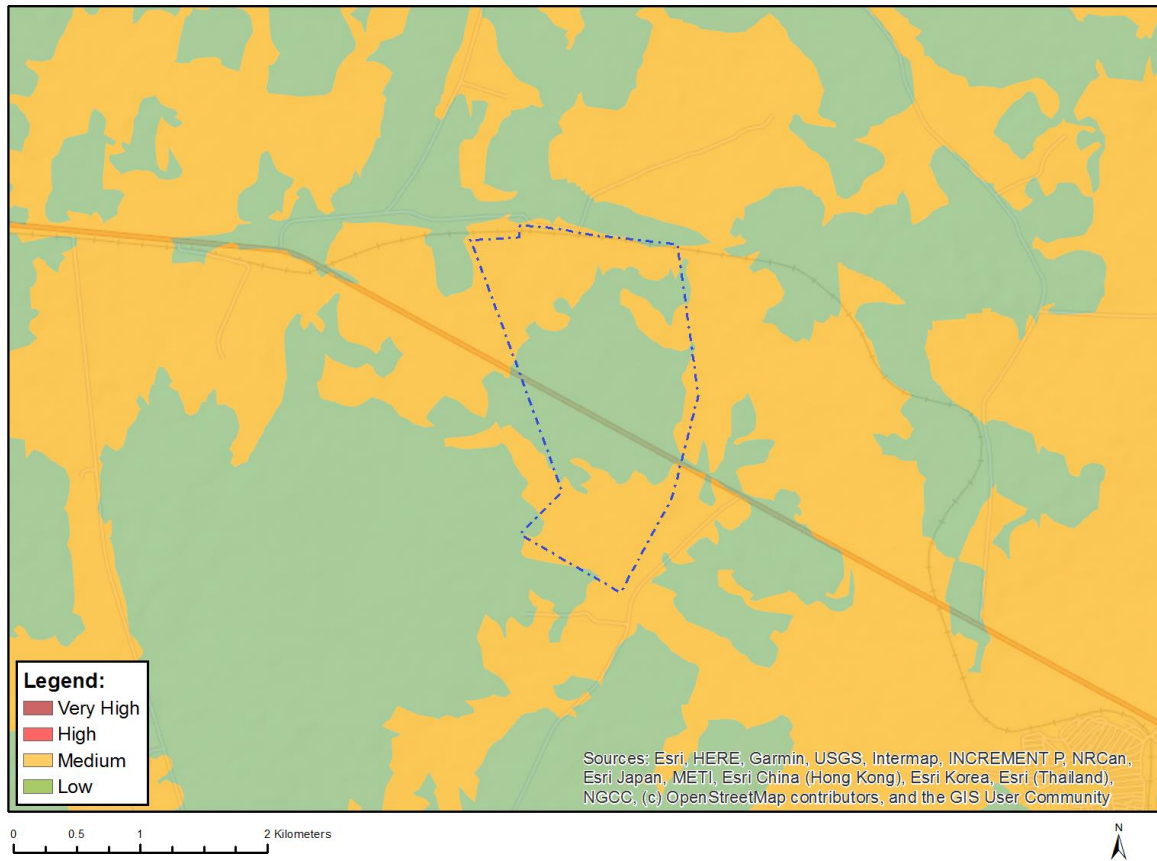 Legend:
Very High
High
Medium
Low
Sources: Esri, HERE, Garmin, USGS, Intermap, INCREMENT P, NRCan,
Esri Japan, METI, Esri China (Hong Kong), Esri Korea, Esri (Thailand),
NGCC, (c) OpenStreetMap contributors, and the GIS User Community
0 0.5 1 2 Kilometers
N